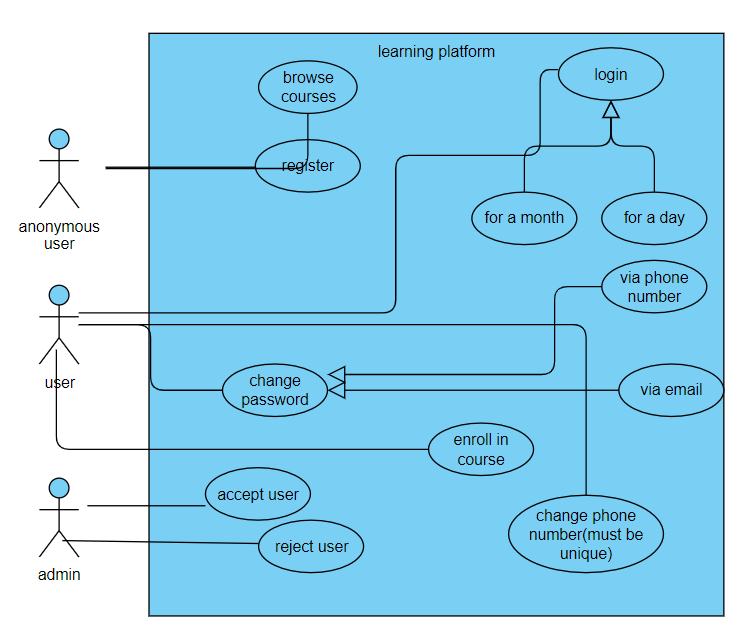 learning platform
browse
courses
login
register
anonymous
user
for a month
for a day
via phone
number
user
change
password
via email
enroll in
course
accept user
change phone
number(must be
unique)
reject user
admin